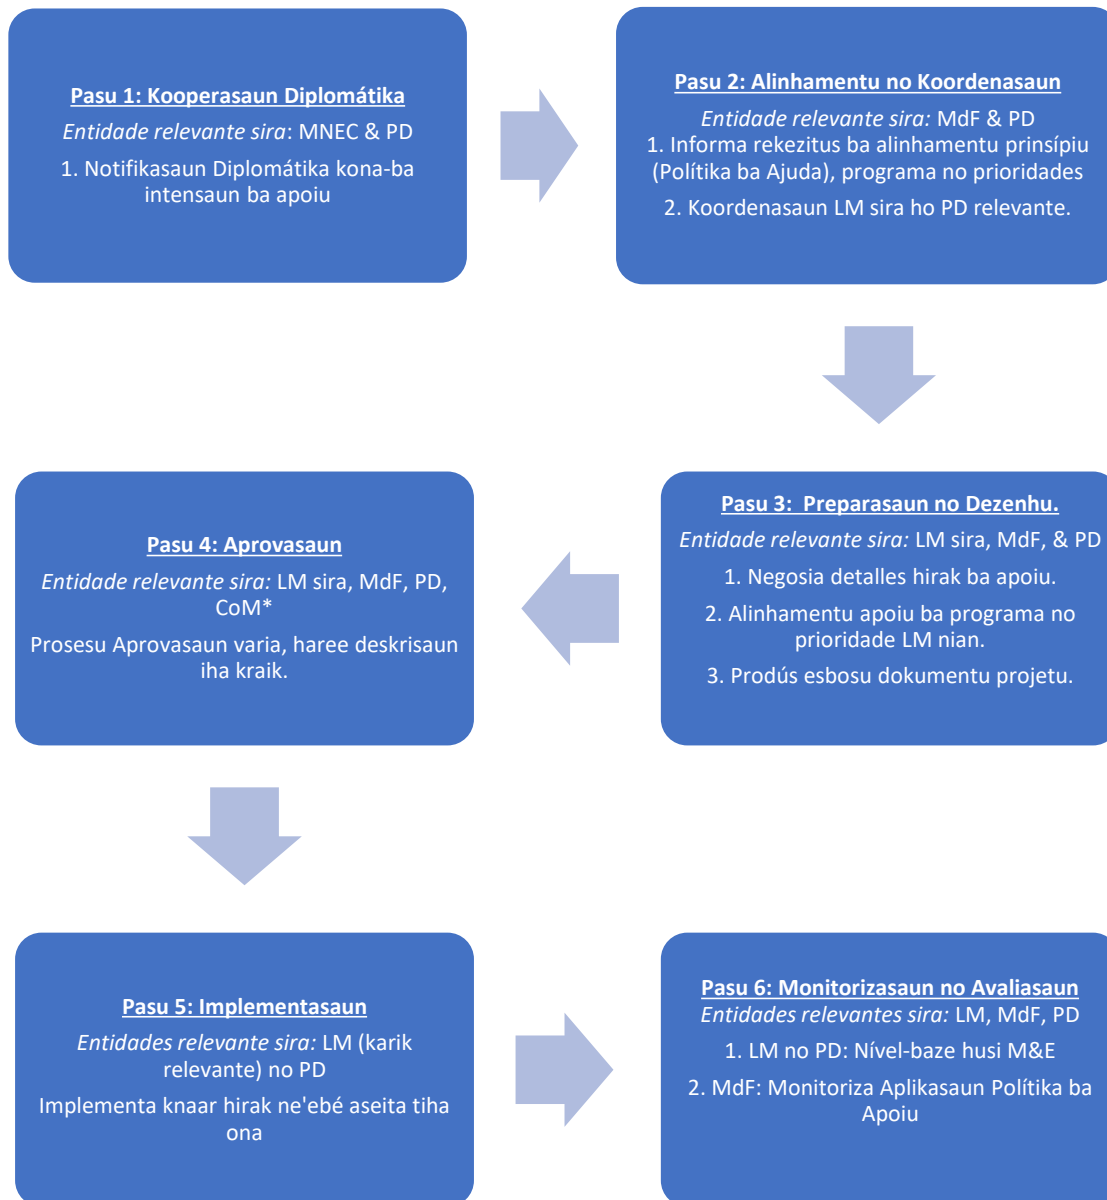 Pasu 1: Kooperasaun Diplomátika
Entidade relevante sira: MNEC & PD
1. Notifikasaun Diplomátika kona-ba
intensaun ba apoiu
Pasu 2: Alinhamentu no Koordenasaun
Entidade relevante sira: MdF & PD
1. Informa rekezitus ba alinhamentu prinsípiu
(Polítika ba Ajuda), programa no prioridades
2. Koordenasaun LM sira ho PD relevante.
Pasu 3:  Preparasaun no Dezenhu.
Entidade relevante sira: LM sira, MdF, & PD
1. Negosia detalles hirak ba apoiu.
2. Alinhamentu apoiu ba programa no
prioridade LM nian.
3. Prodús esbosu dokumentu projetu.
Pasu 4: Aprovasaun
Entidade relevante sira: LM sira, MdF, PD,
CoM*
Prosesu Aprovasaun varia, haree deskrisaun
iha kraik.
Pasu 5: Implementasaun
Entidades relevante sira: LM (karik
relevante) no PD
Implementa knaar hirak ne'ebé aseita tiha
ona
Pasu 6: Monitorizasaun no Avaliasaun
Entidades relevantes sira: LM, MdF, PD
1. LM no PD: Nível-baze husi M&E
2. MdF: Monitoriza Aplikasaun Polítika ba
Apoiu